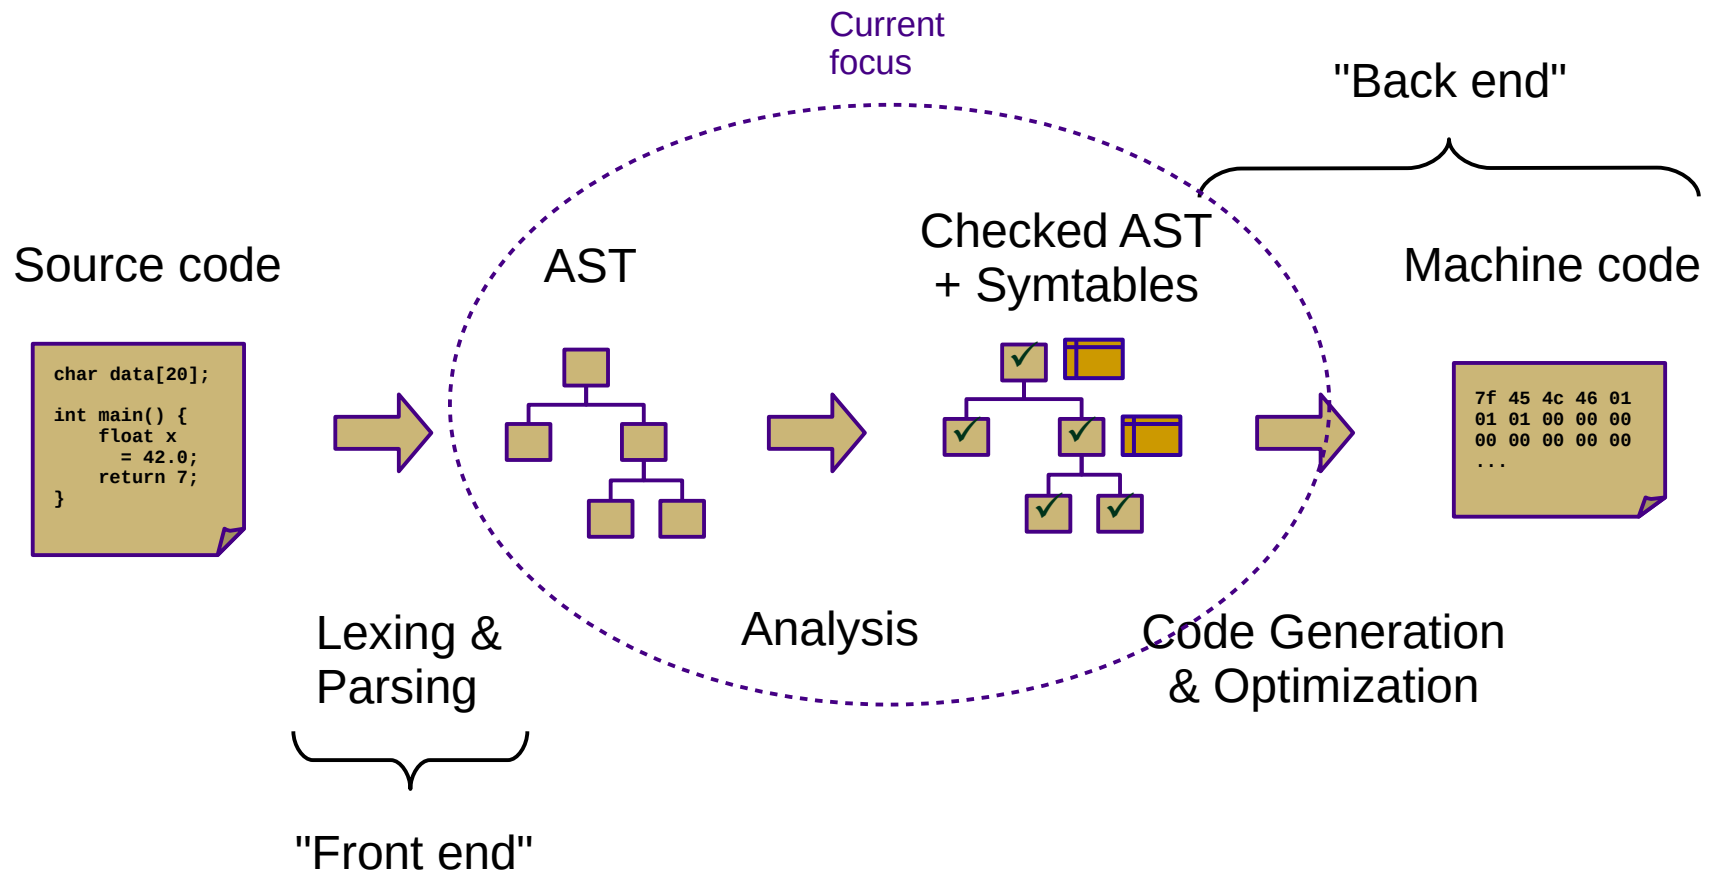 Current
focus
"Back end"
Source code
AST
Checked AST
+ Symtables
Machine code
char data[20];
int main() {
    float x
      = 42.0;
    return 7;
}
7f 45 4c 46 01
01 01 00 00 00
00 00 00 00 00
...
Lexing &
Parsing
Analysis
Code Generation
& Optimization
"Front end"